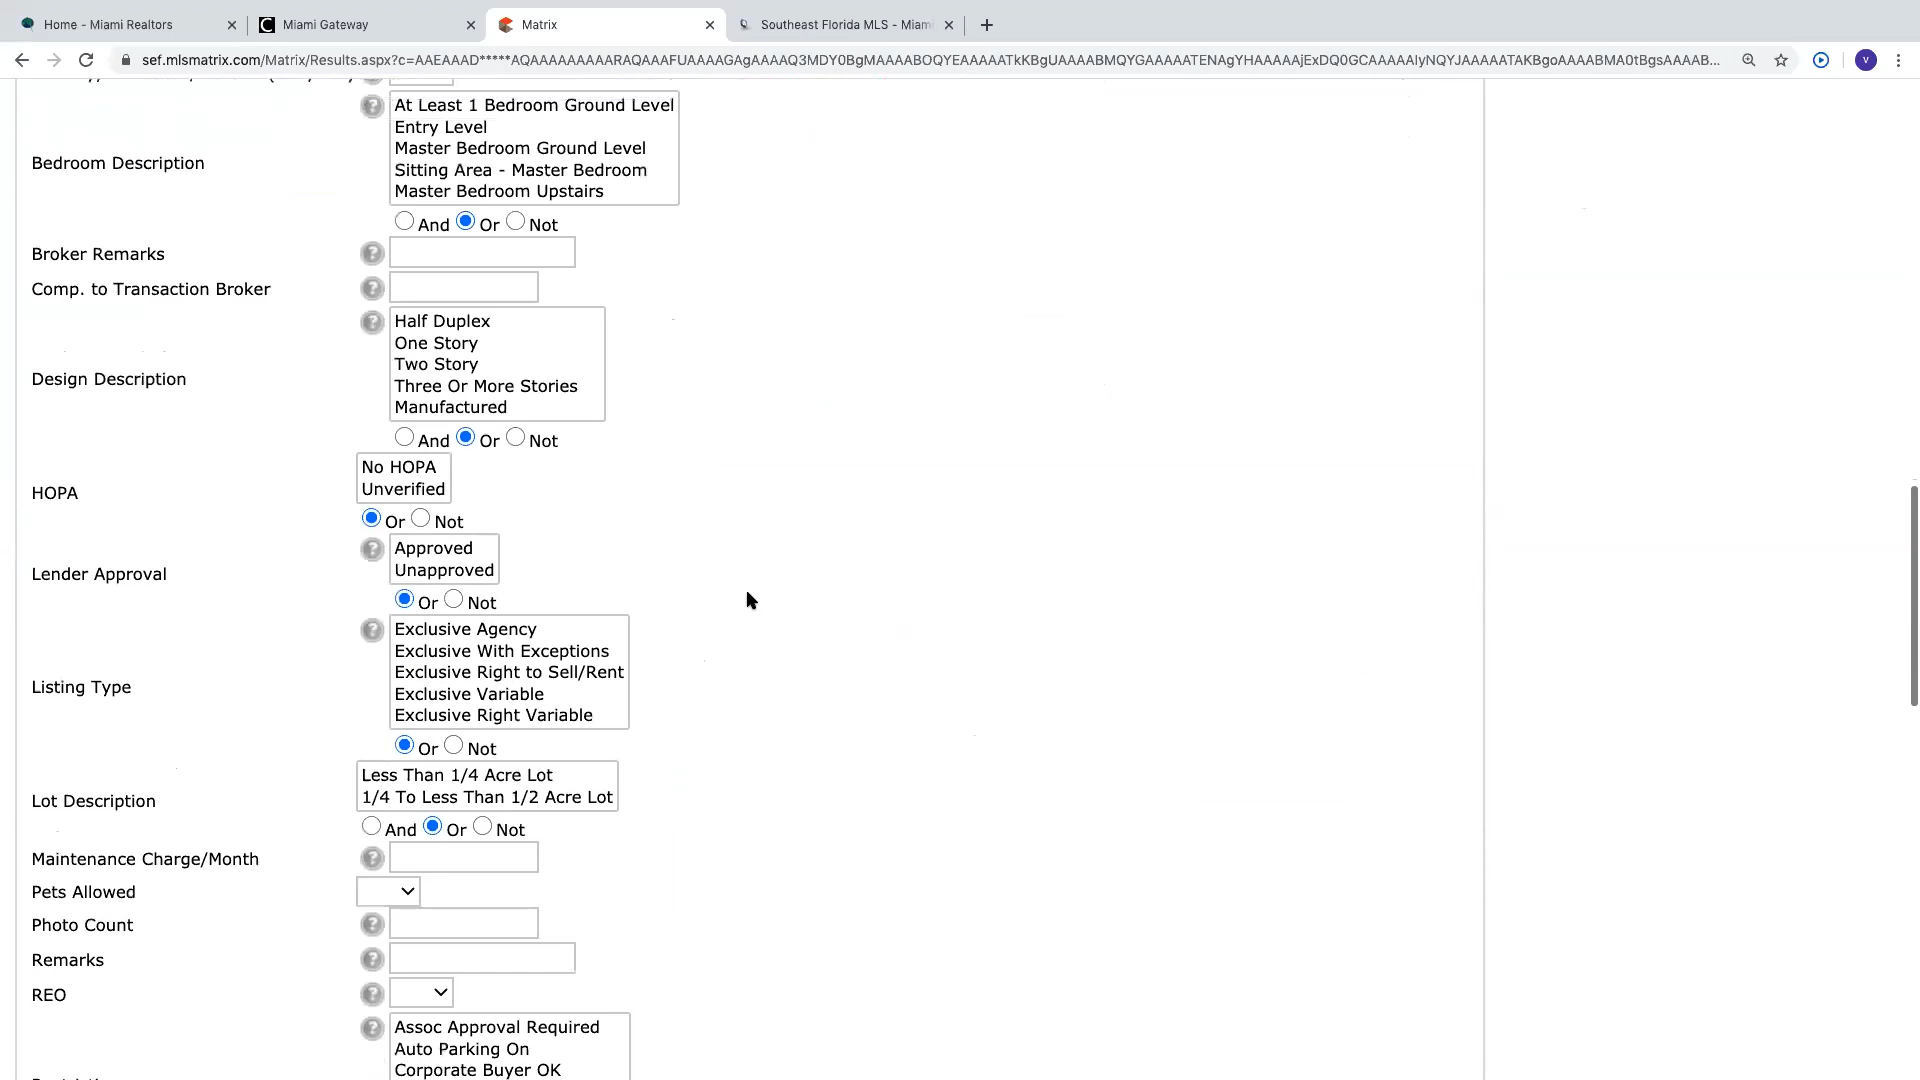 Home - Miami Realtors
Miami Gateway
Matrix
Southeast Florida MLS - Miam
sef.mlsmatrix.com/Matrix/Results.aspx?c=AAEAAAD*****AQAAAAAAAAARAQAAAFUAAAAGAgAAAAQ3MDY0BgMAAAABOQYEAAAAATkKBgUAAAABMQYGAAAAATENAgYHAAAAAjExDQ0GCAAAAAIyNQYJAAAAATAKBgoAAAABMA0tBgsAAAAB...
V
Bedroom Description
At Least 1 Bedroom Ground Level
Entry Level
Master Bedroom Ground Level
Sitting Area - Master Bedroom
Master Bedroom Upstairs
And Or Not
Broker Remarks
Comp. to Transaction Broker
Design Description
Half Duplex
One Story
Two Story
Three Or More Stories
Manufactured
And Or Not
HOPA
No HOPA
Unverified
Or Not
Lender Approval
Approved
Unapproved
Or Not
Listing Type
Exclusive Agency
Exclusive With Exceptions
Exclusive Right to Sell/Rent
Exclusive Variable
Exclusive Right Variable
Or Not
Lot Description
Less Than 1/4 Acre Lot
1/4 To Less Than 1/2 Acre Lot
And Or Not
Maintenance Charge/Month
Pets Allowed
Photo Count
Remarks
REO
Assoc Approval Required
Auto Parking On
Corporate Buyer OK